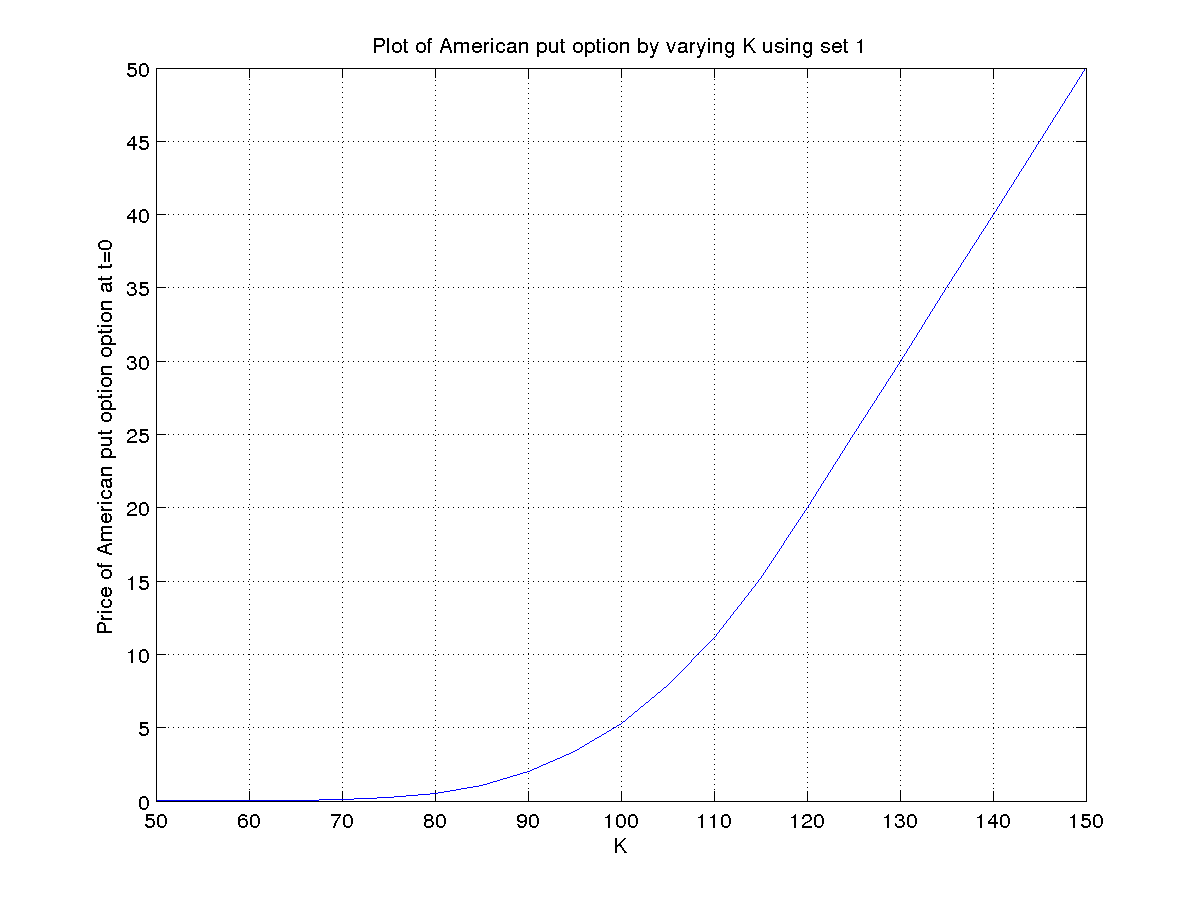 Plot of American put option by varying K using set 1
Price of American put option option at t=0
50
45
40
35
30
25
20
15
10
5
0
50 60 70 80 90 100 110 120 130 140 150
K